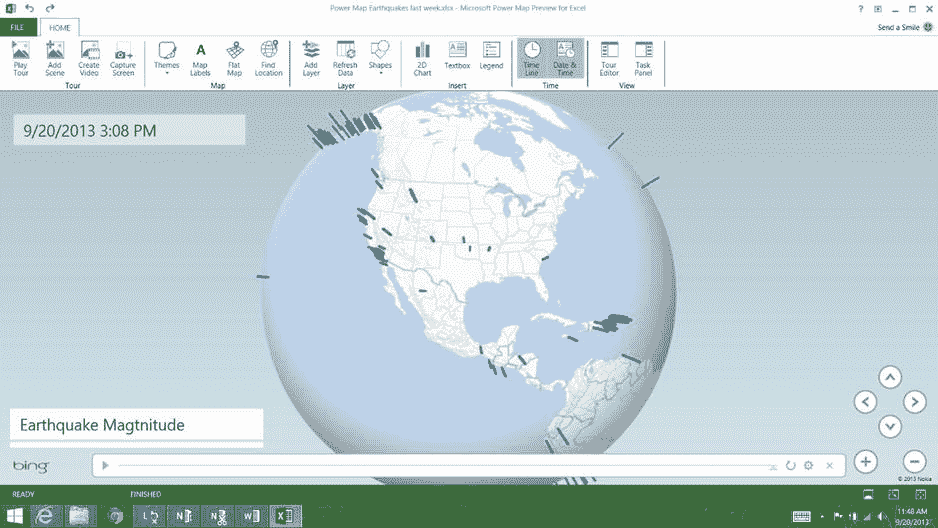 Power Map Earthquakes last week.xlsx - Microsoft Power Map Preview for Excel
FILE
HOME
Send a Smile
Play Tour
Add Scene
Create Video
Capture Screen
Themes
Map Labels
Flat Map
Find Location
Add Layer
Refresh Data
Shapes
2D Chart
Textbox
Legend
Time Line
Date & Time
Tour Editor
Task Panel
Tour
Map
Layer
Insert
Time
View
9/20/2013 3:08 PM
Earthquake Magtnitude
bing
© 2013 Nokia
READY
FINISHED
11:48 AM
9/20/2013